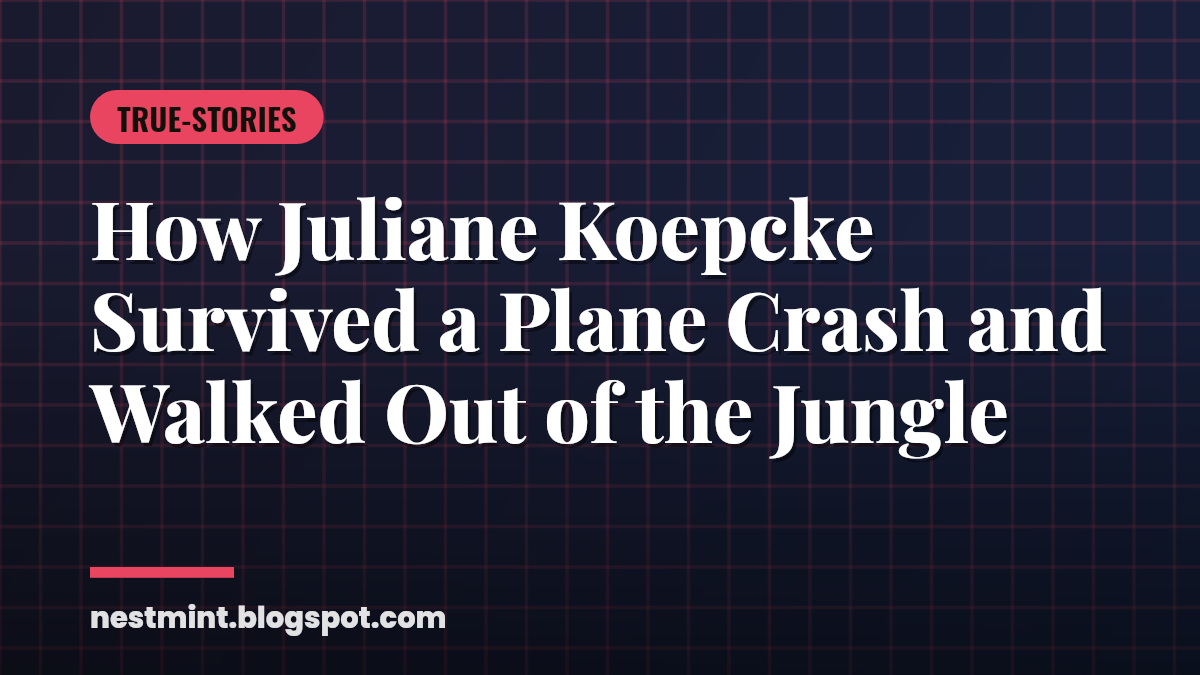 TRUE-STORIES
How Juliane Koepcke
Survived a Plane Crash and
Walked Out of the Jungle
nestmint.blogspot.com